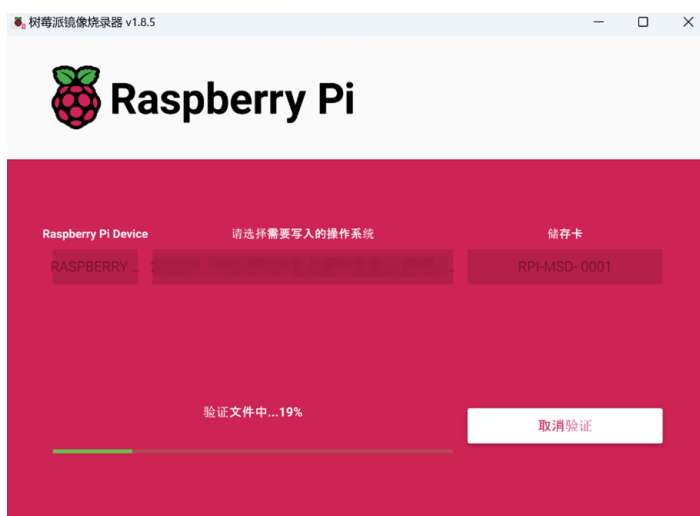 树莓派镜像烧录器 v1.8.5
Raspberry Pi
Raspberry Pi Device
请选择需要写入的操作系统
储存卡
RASPBERRY ...
RPI-MSD- 0001
验证文件中...19%
取消验证